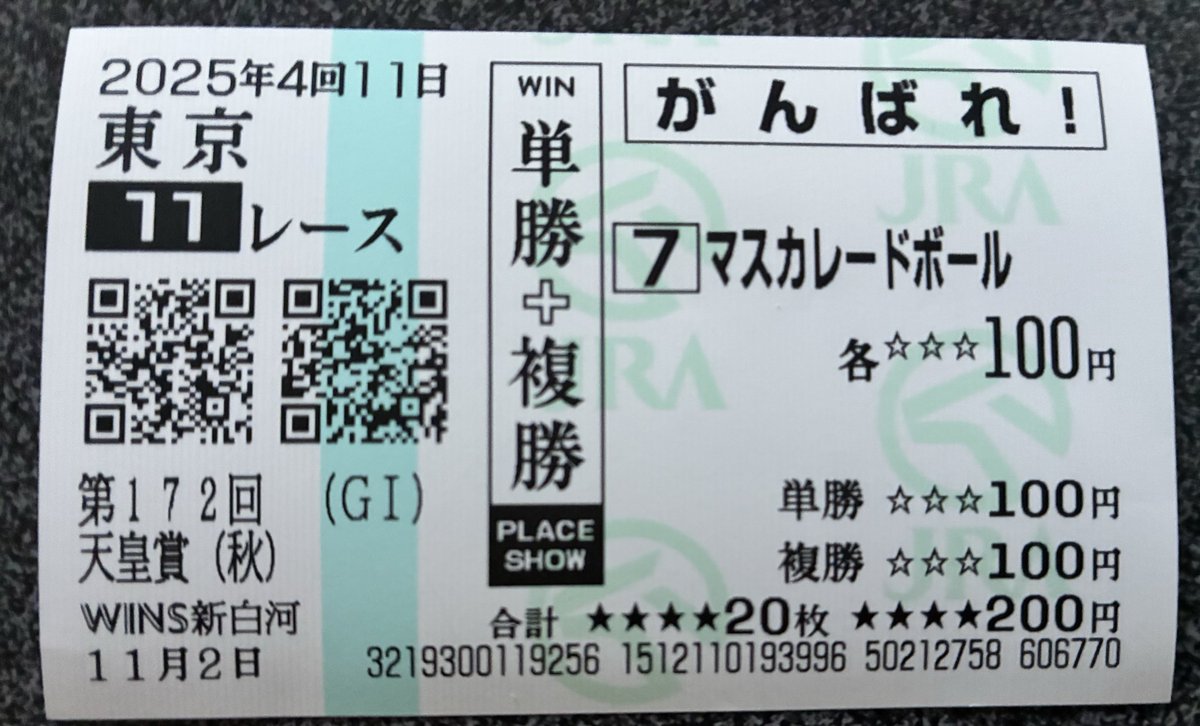 2025年4回11日
東京
11レース
第172回 (GI)
天皇賞(秋)
WINS新白河
11月2日
WIN
単勝+複勝
PLACE
SHOW
がんばれ!
7 マスカレードボール
各☆☆☆100円
単勝 ☆☆☆100円
複勝 ☆☆☆100円
合計 ★★★★20枚 ★★★★200円
3219300119256 1512110193996 50212758 606770
JRA
JRA
JRA